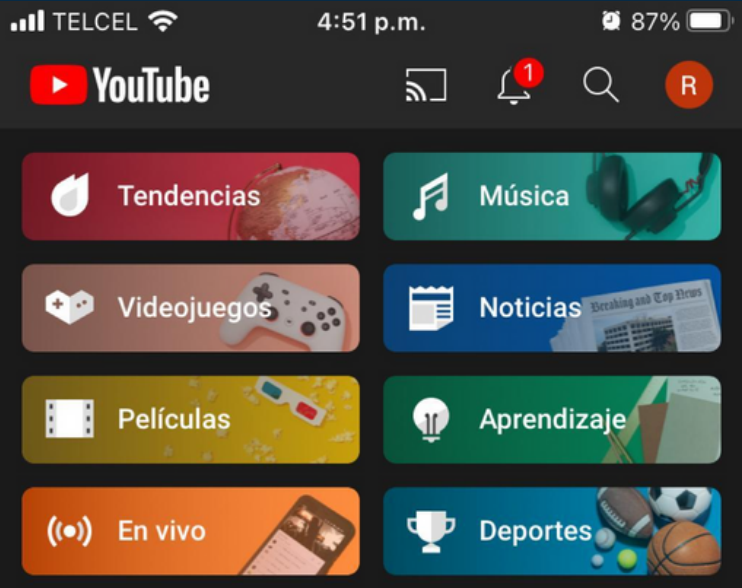 TELCEL 4:51 p.m. 87%
YouTube 1 R
Tendencias Música
Videojuegos Noticias Breaking and Top News
Películas Aprendizaje
En vivo Deportes